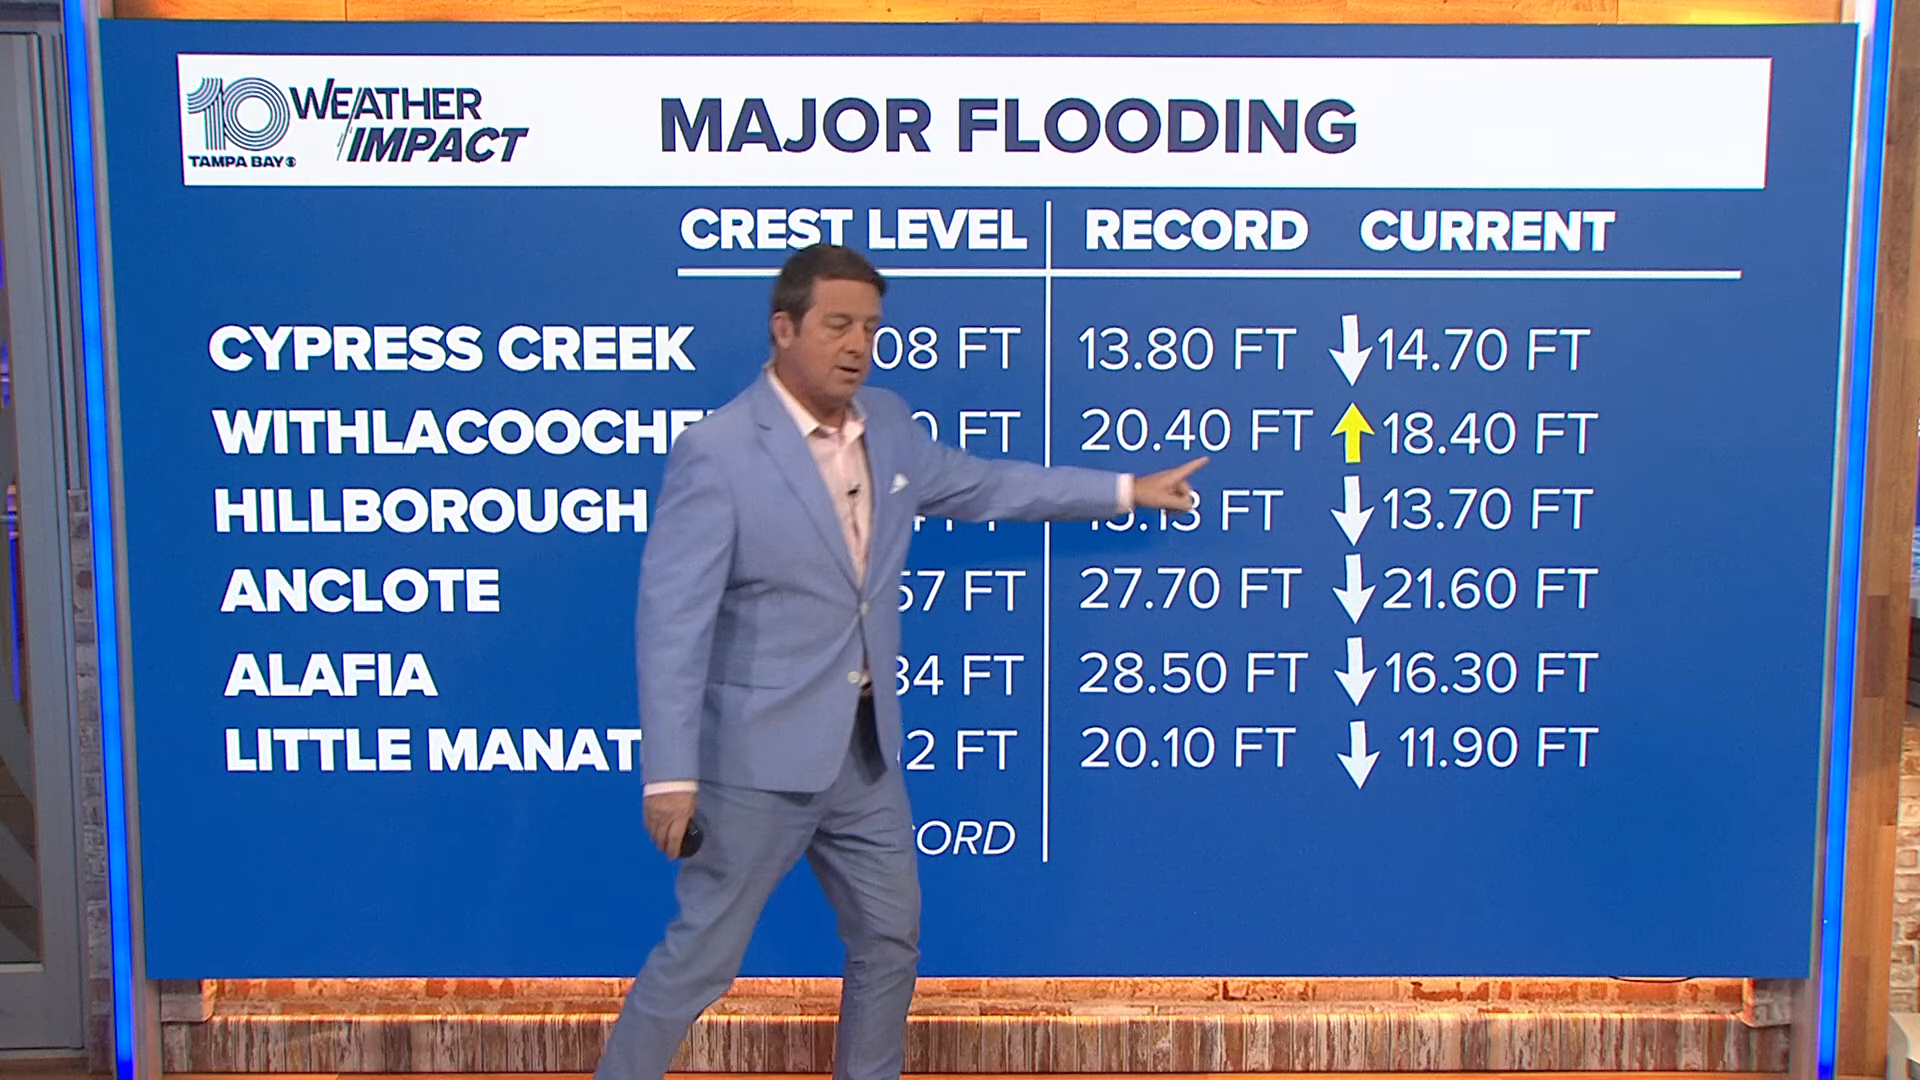 10 WEATHER IMPACT
TAMPA BAY
MAJOR FLOODING
CREST LEVEL RECORD CURRENT
CYPRESS CREEK 08 FT 13.80 FT 14.70 FT
FT 20.40 FT 18.40 FT
HILLBOROUGH FT 13.70 FT
ANCLOTE 57 FT 27.70 FT 21.60 FT
ALAFIA 34 FT 28.50 FT 16.30 FT
LITTLE 2 FT 20.10 FT 11.90 FT